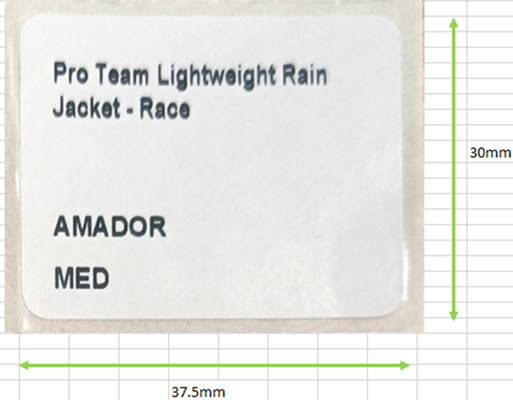 Pro Team Lightweight Rain
Jacket - Race
AMADOR
MED
30mm
37.5mm